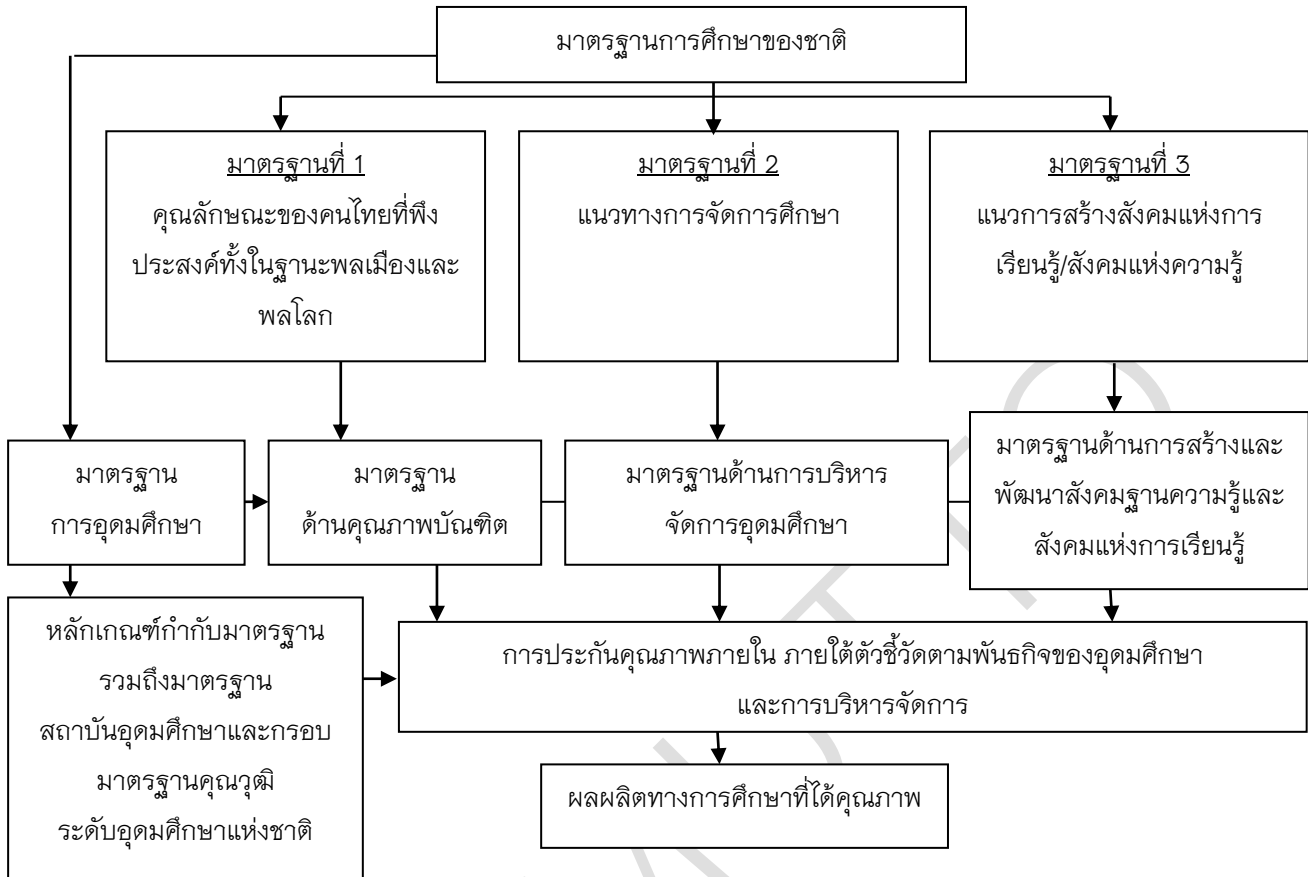 มาตรฐานการศึกษาของชาติ
มาตรฐานที่ 1
คุณลักษณะของคนไทยที่พึง
ประสงค์ทั้งในฐานะพลเมืองและ
พลโลก
มาตรฐานที่ 2
แนวทางการจัดการศึกษา
มาตรฐานที่ 3
แนวการสร้างสังคมแห่งการ
เรียนรู้/สังคมแห่งความรู้
มาตรฐาน
การอุดมศึกษา
มาตรฐาน
ด้านคุณภาพบัณฑิต
มาตรฐานด้านการบริหาร
จัดการอุดมศึกษา
มาตรฐานด้านการสร้างและ
พัฒนาสังคมฐานความรู้และ
สังคมแห่งการเรียนรู้
หลักเกณฑ์กำกับมาตรฐาน
รวมถึงมาตรฐาน
สถาบันอุดมศึกษาและกรอบ
มาตรฐานคุณวุฒิ
ระดับอุดมศึกษาแห่งชาติ
การประกันคุณภาพภายใน ภายใต้ตัวชี้วัดตามพันธกิจของอุดมศึกษา
และการบริหารจัดการ
ผลผลิตทางการศึกษาที่ได้คุณภาพ